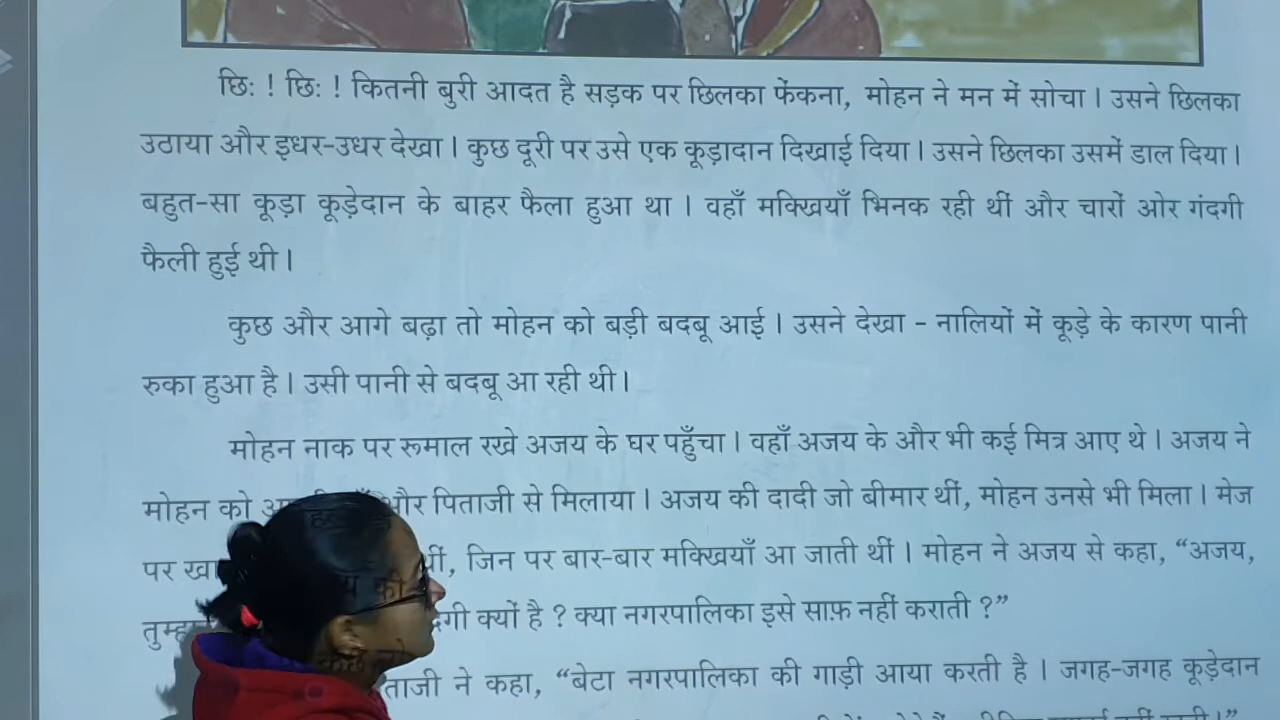 छिः ! छिः ! कितनी बुरी आदत है सड़क पर छिलका फेंकना, मोहन ने मन में सोचा । उसने छिलका
उठाया और इधर-उधर देखा । कुछ दूरी पर उसे एक कूड़ादान दिखाई दिया । उसने छिलका उसमें डाल दिया ।
बहुत-सा कूड़ा कूड़ेदान के बाहर फैला हुआ था । वहाँ मक्खियाँ भिनक रही थीं और चारों ओर गंदगी
फैली हुई थी ।
कुछ और आगे बढ़ा तो मोहन को बड़ी बदबू आई । उसने देखा – नालियों में कूड़े के कारण पानी
रुका हुआ है । उसी पानी से बदबू आ रही थी ।
मोहन नाक पर रूमाल रखे अजय के घर पहुँचा । वहाँ अजय के और भी कई मित्र आए थे । अजय ने
मोहन को और पिताजी से मिलाया । अजय की दादी जो बीमार थीं, मोहन उनसे भी मिला । मेज
पर थीं, जिन पर बार-बार मक्खियाँ आ जाती थीं । मोहन ने अजय से कहा, “अजय,
क्यों है ? क्या नगरपालिका इसे साफ़ नहीं कराती ?”
ने कहा, “बेटा नगरपालिका की गाड़ी आया करती है । जगह-जगह कूड़ेदान